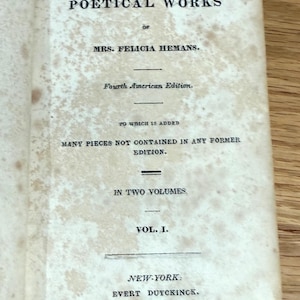 POETICAL WORKS
OF
MRS. FELICIA HEMANS.
Fourth American Edition.
TO WHICH IS ADDED
MANY PIECES NOT CONTAINED IN ANY FORMER
EDITION.
IN TWO VOLUMES
VOL. I.
NEW-YORK:
EVERT DUYCKINCK.